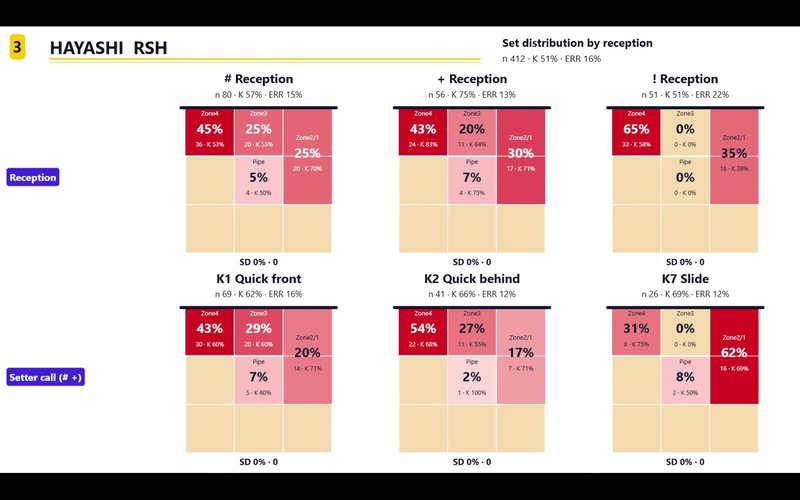 3
HAYASHI RSH
Set distribution by reception
n 412 · K 51% · ERR 16%
Reception
# Reception
n 80 · K 57% · ERR 15%
Zone4
45%
36 · K 53%
Zone3
25%
20 · K 55%
Zone2/1
25%
20 · K 70%
Pipe
5%
4 · K 50%
SD 0% · 0
+ Reception
n 56 · K 75% · ERR 13%
Zone4
43%
24 · K 83%
Zone3
20%
11 · K 64%
Zone2/1
30%
17 · K 71%
Pipe
7%
4 · K 75%
SD 0% · 0
! Reception
n 51 · K 51% · ERR 22%
Zone4
65%
33 · K 58%
Zone3
0%
0 · K 0%
Zone2/1
35%
18 · K 39%
Pipe
0%
0 · K 0%
SD 0% · 0
Setter call (# +)
K1 Quick front
n 69 · K 62% · ERR 16%
Zone4
43%
30 · K 60%
Zone3
29%
20 · K 60%
Zone2/1
20%
14 · K 71%
Pipe
7%
5 · K 60%
SD 0% · 0
K2 Quick behind
n 41 · K 66% · ERR 12%
Zone4
54%
22 · K 68%
Zone3
27%
11 · K 55%
Zone2/1
17%
7 · K 71%
Pipe
2%
1 · K 100%
SD 0% · 0
K7 Slide
n 26 · K 69% · ERR 12%
Zone4
31%
8 · K 75%
Zone3
0%
0 · K 0%
Zone2/1
62%
16 · K 69%
Pipe
8%
2 · K 50%
SD 0% · 0